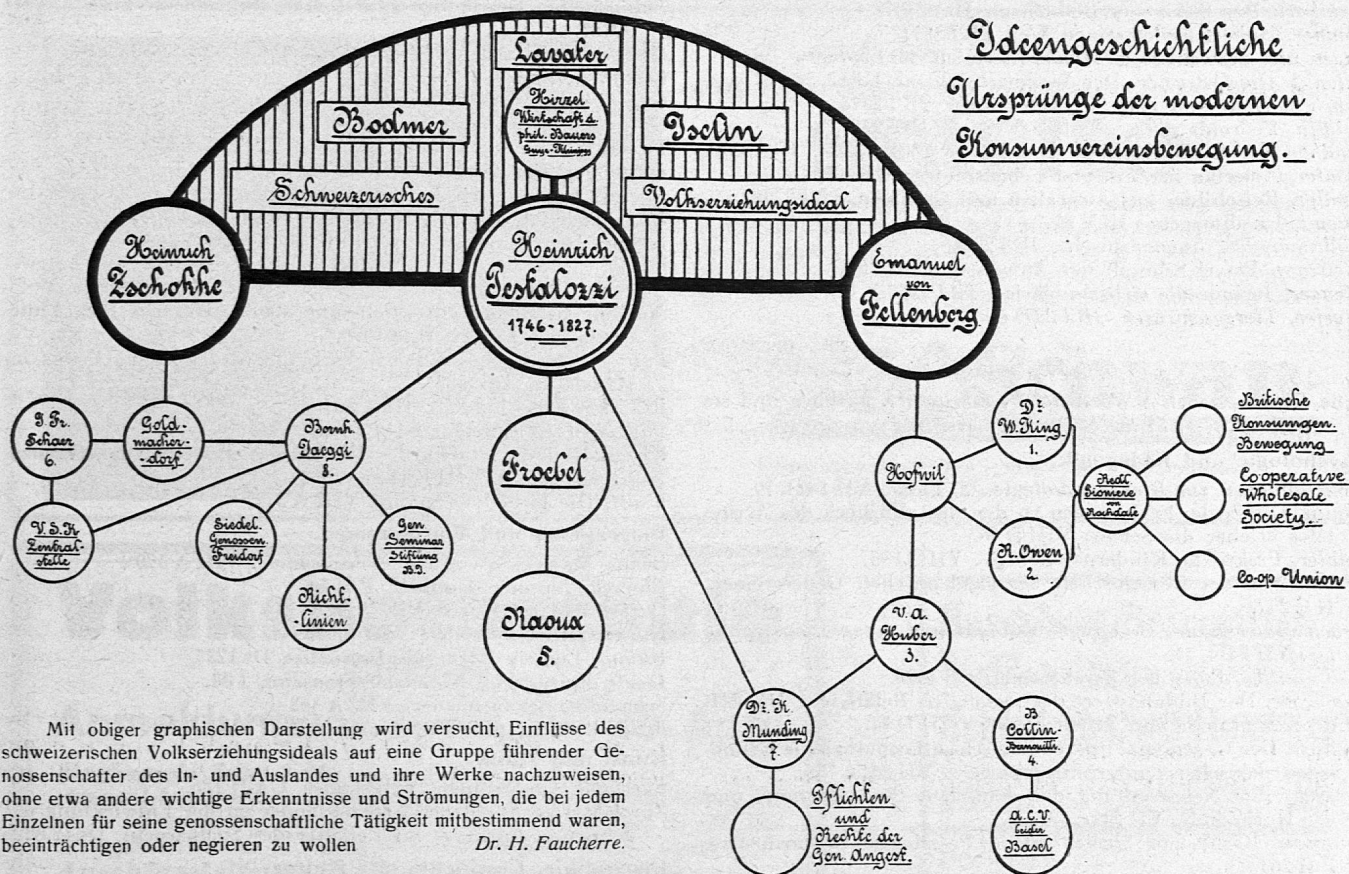 Ideengeschichtliche
Ursprünge der modernen
Konsumvereinsbewegung.
Lavater
Hirzel
Wirtschaft d.
phil. Bauers
Bodmer
Iselin
Schweizerisches
Volkserziehungsideal
Heinrich
Zschokke
Heinrich
Pestalozzi
1746-1827.
Emanuel
von
Fellenberg
J. Fr.
Schaer
6.
Gold-
macher-
-dorf
Bernh.
Jaeggi
8.
Froebel
Hofwil
Dr.
W. King
1.
Redl.
Pioniere
Rochdale
Britische
Konsumgen.
Bewegung
Cooperative
Wholesale
Society.
Co-op Union
V.S.K
Zentral-
stelle
Siedel.
Genossen.
Freidorf
Richt-
-linien
Gen.
Seminar
Stiftung
B.J.
Raoux
5.
R. Owen
2.
V. A.
Huber
3.
Dr. K.
Munding
7.
B
Collin-
Bernoulli
4.
Pflichten
und
Rechte der
Gen. Angest.
A.C.V.
beider
Basel
Mit obiger graphischen Darstellung wird versucht, Einflüsse des
schweizerischen Volkserziehungsideals auf eine Gruppe führender Ge-
nossenschafter des In- und Auslandes und ihre Werke nachzuweisen,
ohne etwa andere wichtige Erkenntnisse und Strömungen, die bei jedem
Einzelnen für seine genossenschaftliche Tätigkeit mitbestimmend waren,
beeinträchtigen oder negieren zu wollen Dr. H. Faucherre.